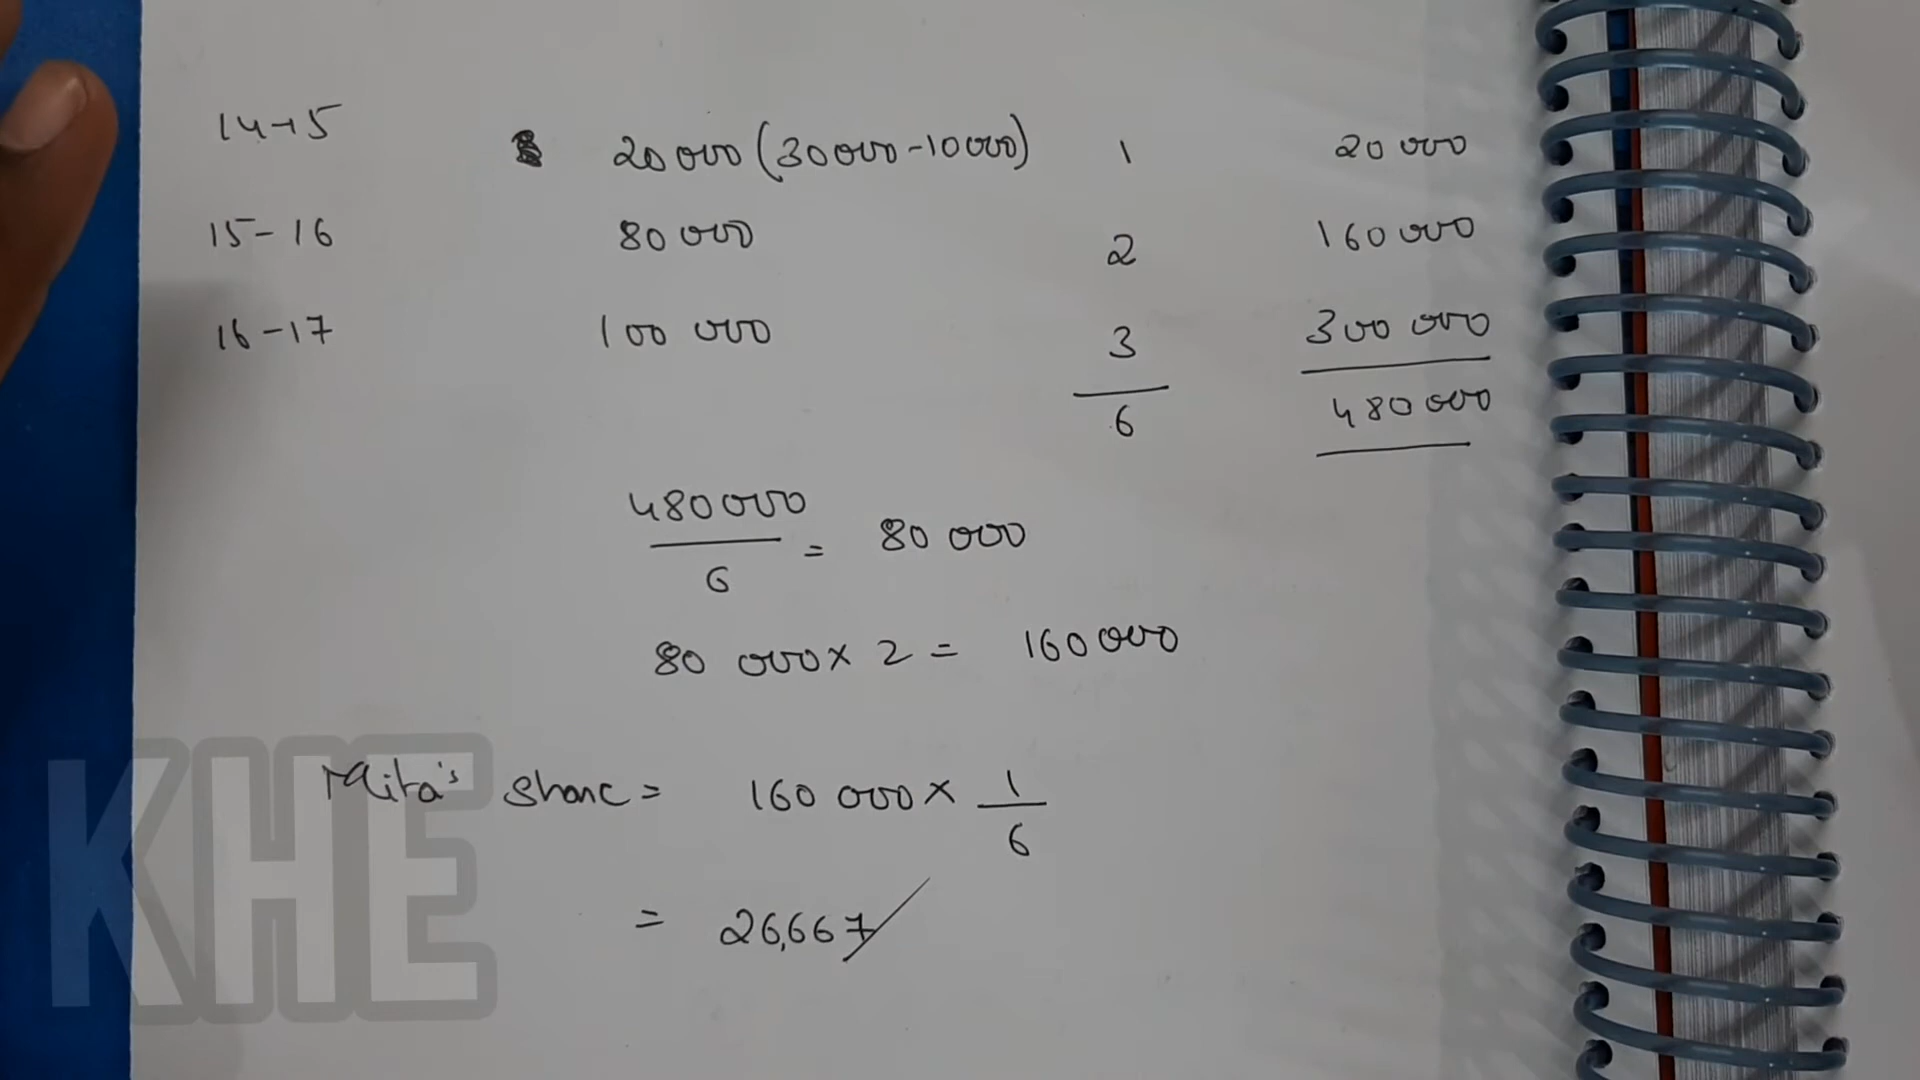 14-15 20000 (30000-10000) 1 20000
15-16 80000 2 160000
16-17 100000 3 300000
6 480000
480000
6
= 80000
80000 x 2 = 160000
Mita's Share = 160000 x 1
6
= 26,667/
KHE